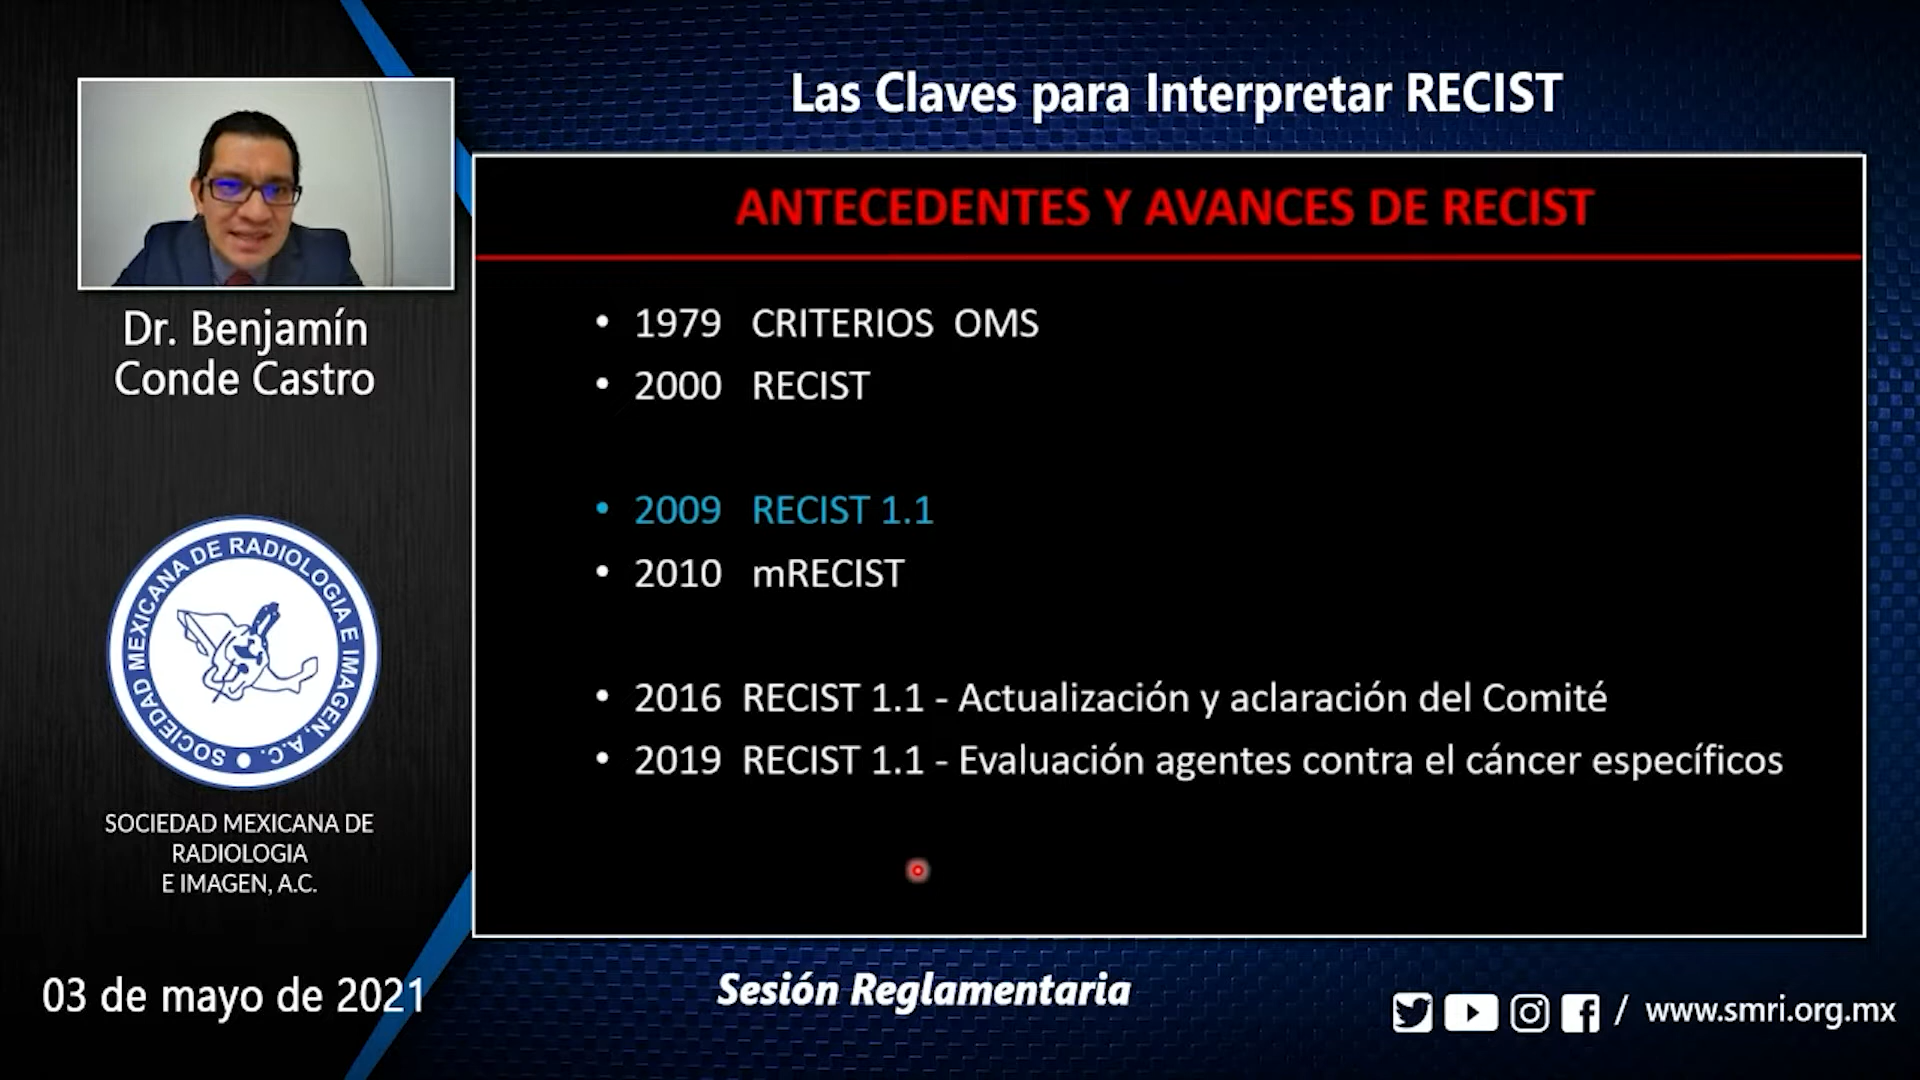 Las Claves para Interpretar RECIST
Dr. Benjamín
Conde Castro
SOCIEDAD MEXICANA DE RADIOLOGIA E IMAGEN, A.C.
SOCIEDAD MEXICANA DE
RADIOLOGIA
E IMAGEN, A.C.
03 de mayo de 2021
ANTECEDENTES Y AVANCES DE RECIST
• 1979 CRITERIOS OMS
• 2000 RECIST
• 2009 RECIST 1.1
• 2010 mRECIST
• 2016 RECIST 1.1 - Actualización y aclaración del Comité
• 2019 RECIST 1.1 - Evaluación agentes contra el cáncer específicos
Sesión Reglamentaria
/ www.smri.org.mx